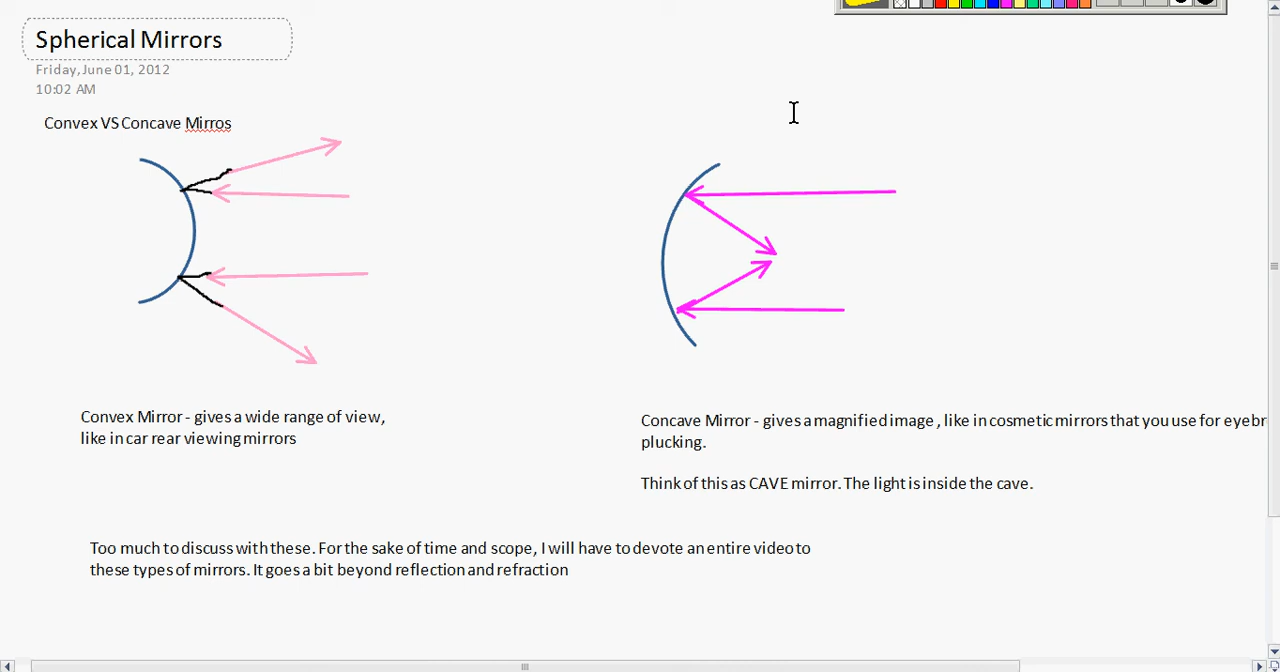 Spherical Mirrors
Friday, June 01, 2012
10:02 AM
Convex VS Concave Mirros
Convex Mirror - gives a wide range of view,
like in car rear viewing mirrors
Concave Mirror - gives a magnified image , like in cosmetic mirrors that you use for eyebr
plucking.
Think of this as CAVE mirror. The light is inside the cave.
Too much to discuss with these. For the sake of time and scope, I will have to devote an entire video to
these types of mirrors. It goes a bit beyond reflection and refraction